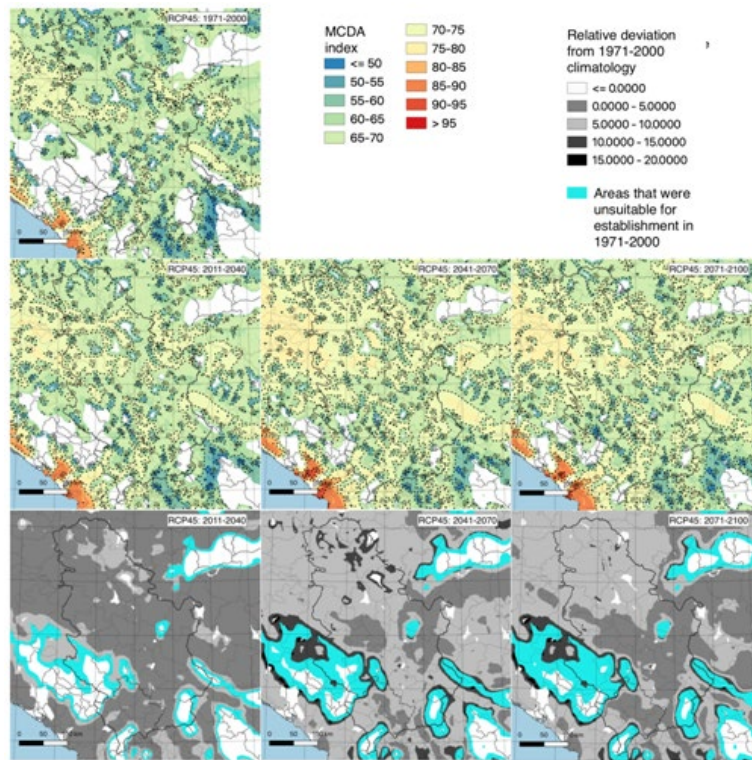 RCP45: 1971-2000
MCDA
index
<= 50
50-55
55-60
60-65
65-70
70-75
75-80
80-85
85-90
90-95
> 95
Relative deviation
from 1971-2000
climatology
<= 0.0000
0.0000 - 5.0000
5.0000 - 10.0000
10.0000 - 15.0000
15.0000 - 20.0000
Areas that were
unsuitable for
establishment in
1971-2000
0 50
RCP45: 2011-2040
RCP45: 2041-2070
RCP45: 2071-2100
0 50
0 50
0 50
RCP45: 2011-2040
RCP45: 2041-2070
RCP45: 2071-2100
0 50
0 50
0 50